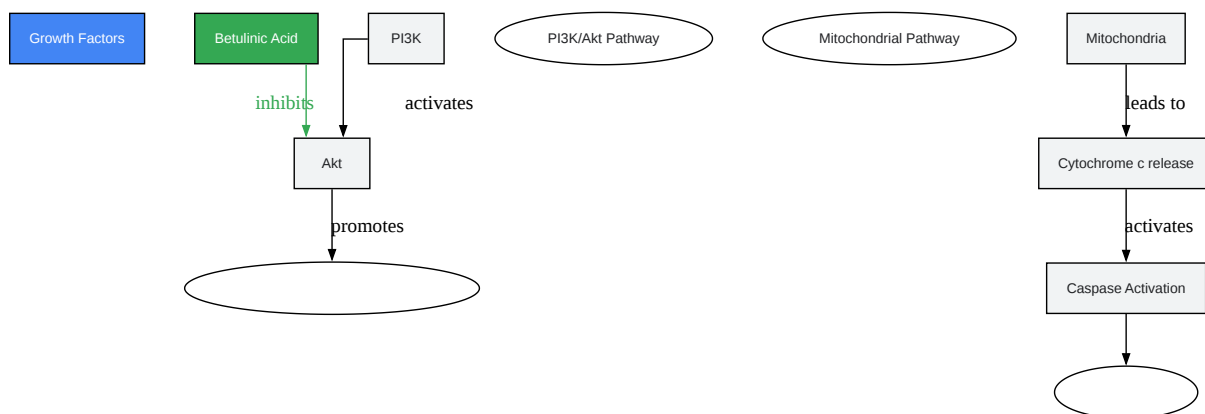 Growth Factors
Betulinic Acid
PI3K
PI3K/Akt Pathway
Mitochondrial Pathway
Mitochondria
inhibits
activates
leads to
Akt
Cytochrome c release
promotes
activates
Caspase Activation